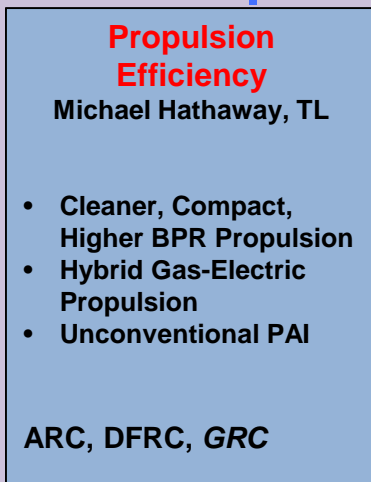 Propulsion
Efficiency
Michael Hathaway, TL
• Cleaner, Compact,
Higher BPR Propulsion
• Hybrid Gas-Electric
Propulsion
• Unconventional PAI
ARC, DFRC, GRC